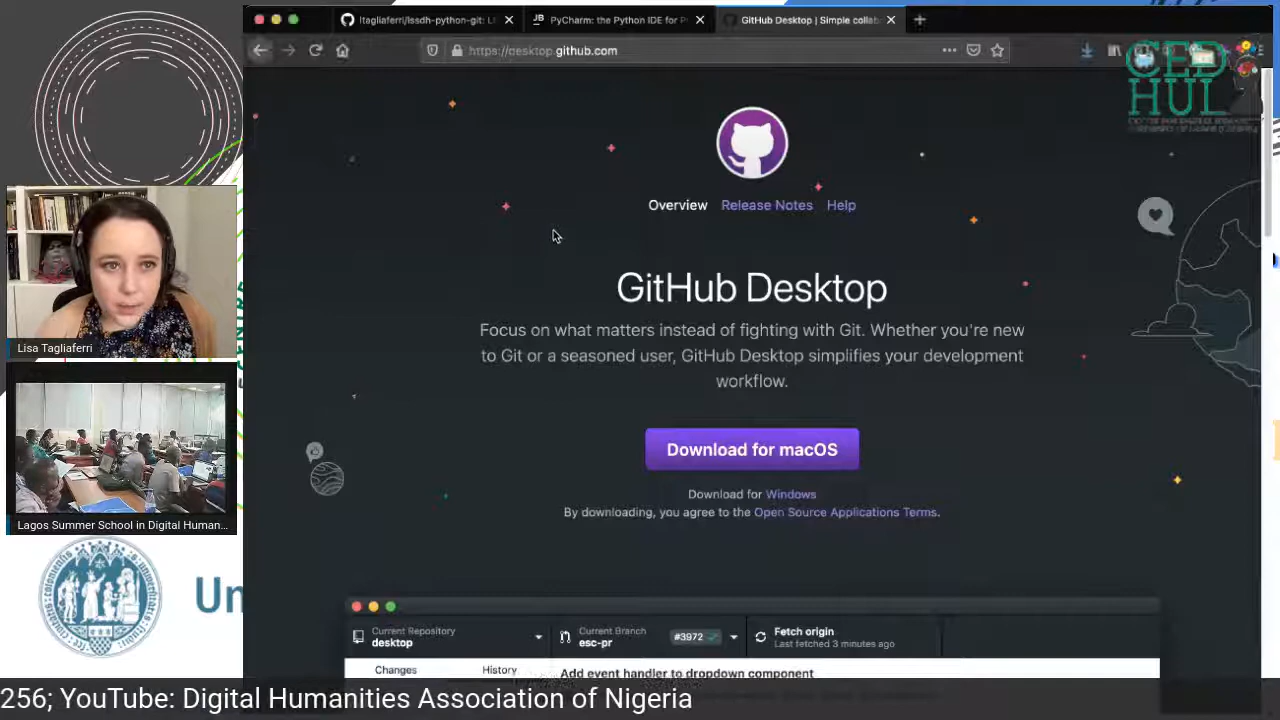 ltagliaferri/lssdh-python-git: L
PyCharm: the Python IDE for P
GitHub Desktop | Simple collab
https://desktop.github.com
CED
HUL
Overview
Release Notes
Help
GitHub Desktop
Focus on what matters instead of fighting with Git. Whether you're new
to Git or a seasoned user, GitHub Desktop simplifies your development
workflow.
Download for macOS
Download for Windows
By downloading, you agree to the Open Source Applications Terms.
Current Repository
desktop
Current Branch
esc-pr
#3972
Fetch origin
Last fetched 3 minutes ago
Changes
History
Add event handler to dropdown component
Lisa Tagliaferri
Lagos Summer School in Digital Human...
Un
256; YouTube: Digital Humanities Association of Nigeria